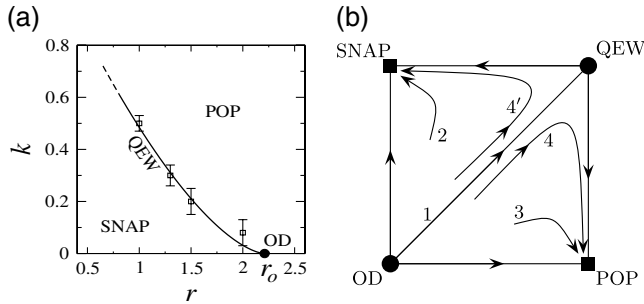 (a)
0.8
0.6
0.4
0.2
0
k
POP
QEW
SNAP
OD
0.5
1
1.5
2
r_o
2.5
r
(b)
SNAP
QEW
4′
2
4
1
3
OD
POP